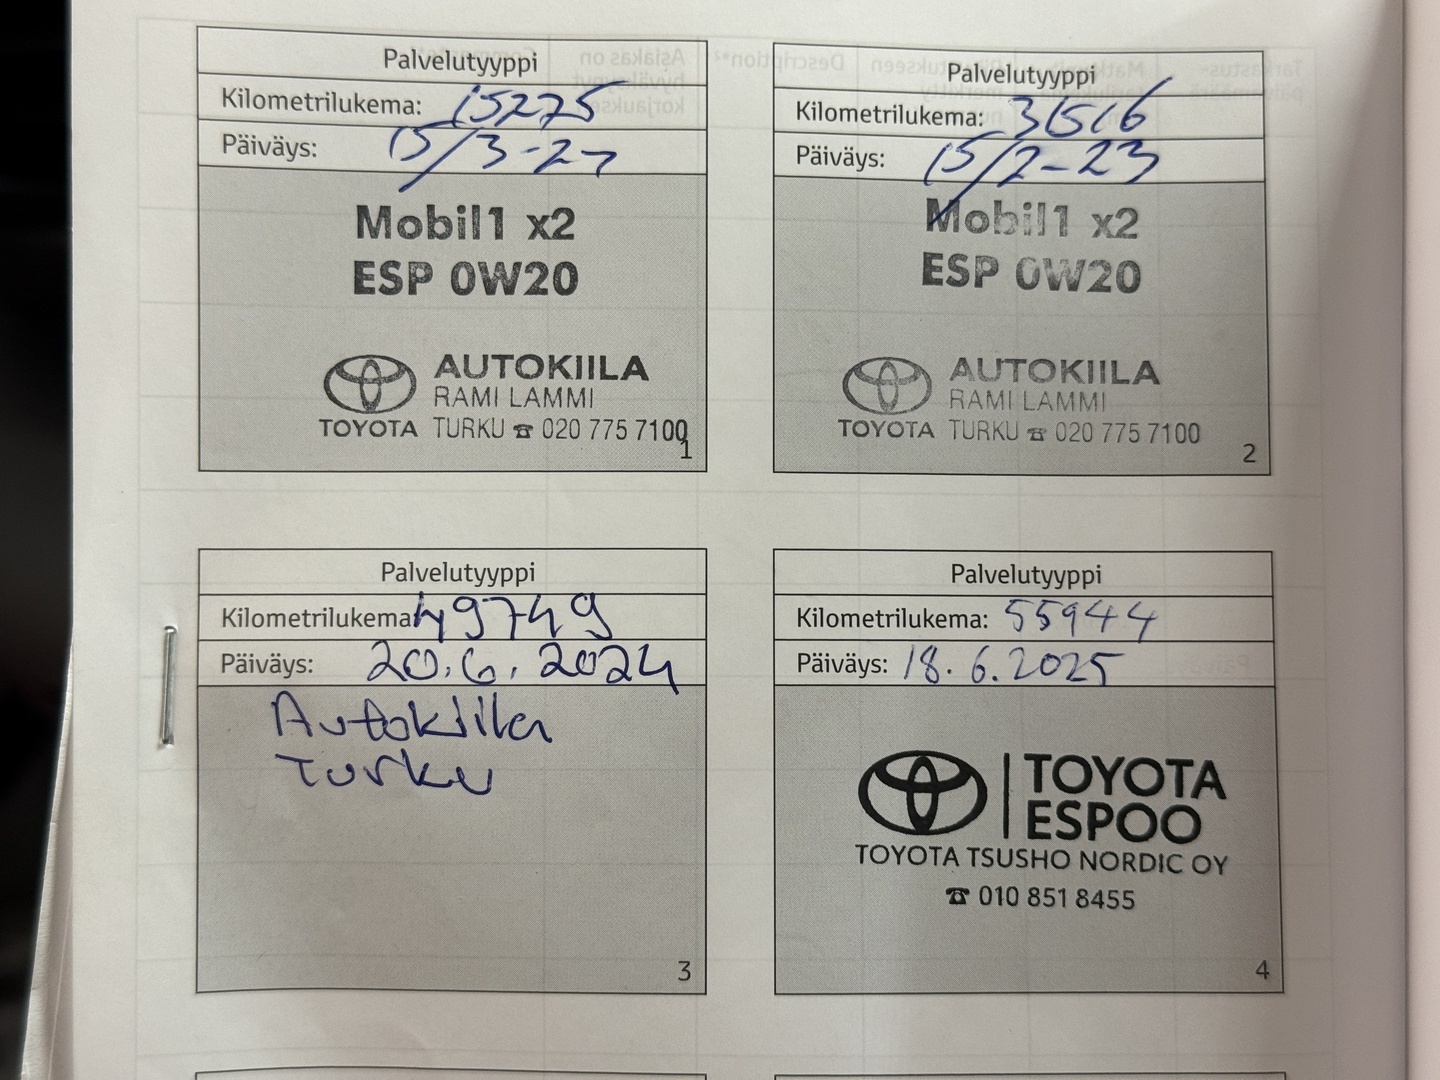 Palvelutyyppi
Kilometrilukema: 15275
Päiväys: 15/3-22
Mobil1 x2
ESP 0W20
AUTOKIILA
RAMI LAMMI
TOYOTA TURKU ☎ 020 775 7100
1
Palvelutyyppi
Kilometrilukema: 31516
Päiväys: 15/2-23
Mobil1 x2
ESP 0W20
AUTOKIILA
RAMI LAMMI
TOYOTA TURKU ☎ 020 775 7100
2
Palvelutyyppi
Kilometrilukema: 49749
Päiväys: 20.6.2024
Autokiila
Turku
3
Palvelutyyppi
Kilometrilukema: 55944
Päiväys: 18.6.2025
TOYOTA
ESPOO
TOYOTA TSUSHO NORDIC OY
☎ 010 851 8455
4